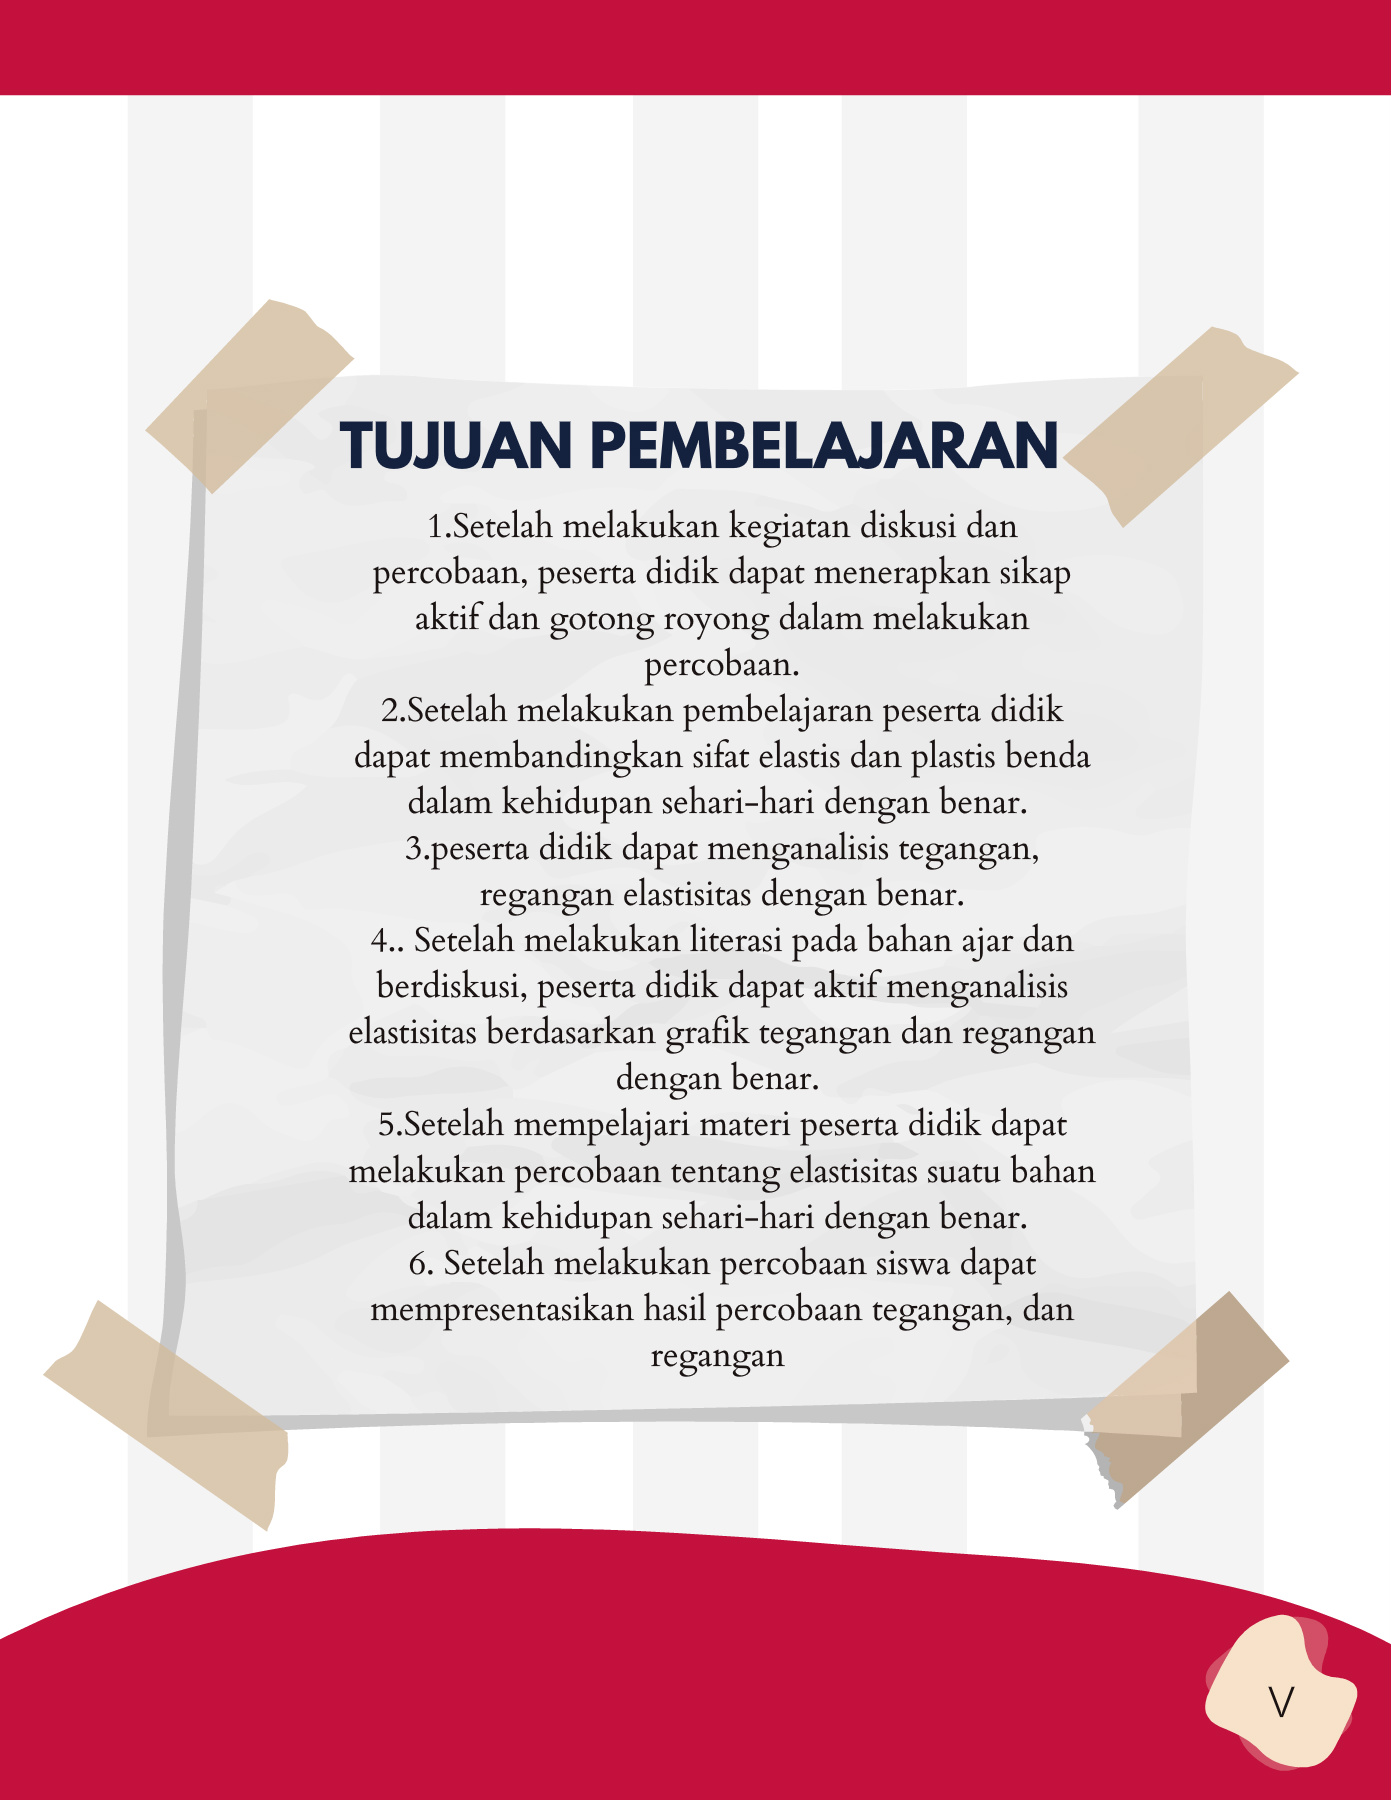 TUJUAN PEMBELAJARAN
1.Setelah melakukan kegiatan diskusi dan
percobaan, peserta didik dapat menerapkan sikap
aktif dan gotong royong dalam melakukan
percobaan.
2.Setelah melakukan pembelajaran peserta didik
dapat membandingkan sifat elastis dan plastis benda
dalam kehidupan sehari-hari dengan benar.
3.peserta didik dapat menganalisis tegangan,
regangan elastisitas dengan benar.
4.. Setelah melakukan literasi pada bahan ajar dan
berdiskusi, peserta didik dapat aktif menganalisis
elastisitas berdasarkan grafik tegangan dan regangan
dengan benar.
5.Setelah mempelajari materi peserta didik dapat
melakukan percobaan tentang elastisitas suatu bahan
dalam kehidupan sehari-hari dengan benar.
6. Setelah melakukan percobaan siswa dapat
mempresentasikan hasil percobaan tegangan, dan
regangan
V